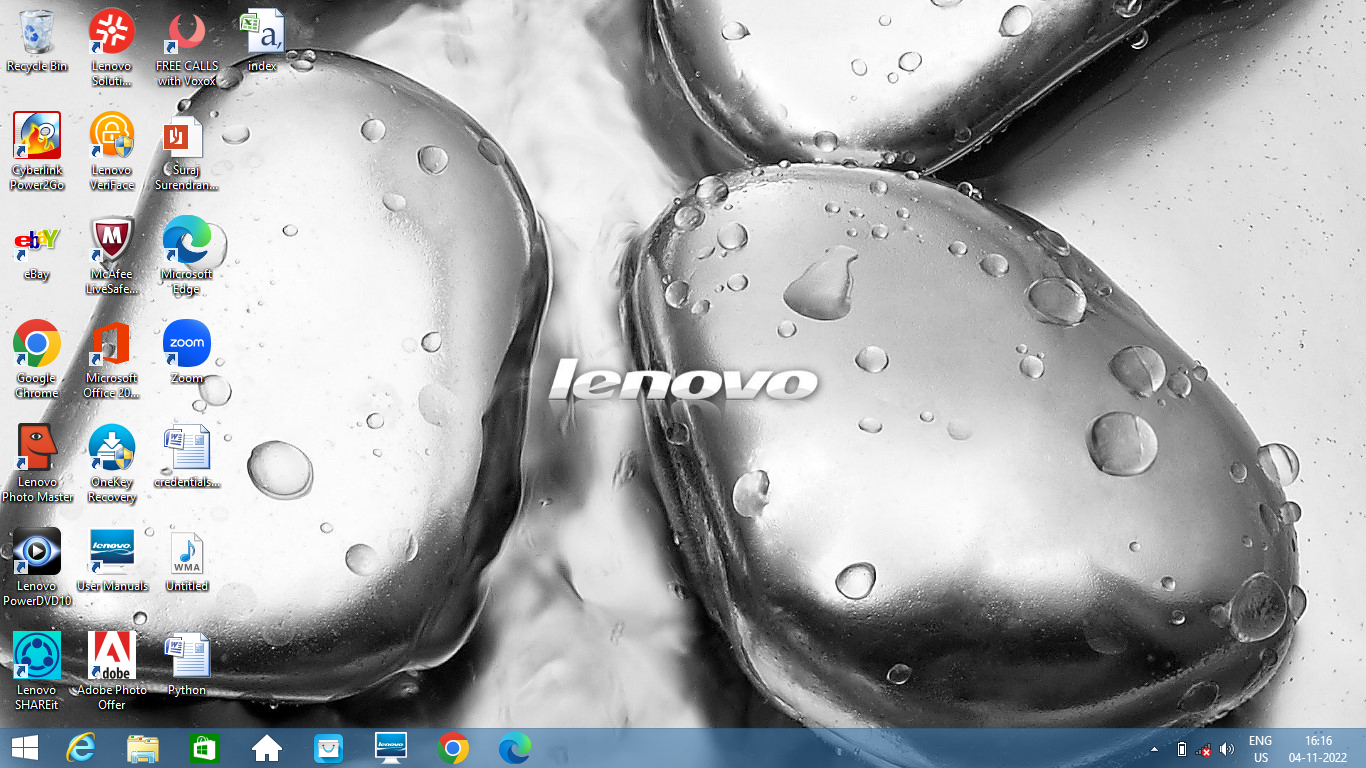 Recycle Bin
Lenovo
Soluti...
FREE CALLS
with Voxox
a,
index
Cyberlink
Power2Go
Lenovo
VeriFace
Suraj
Surendran...
ebay
eBay
M
McAfee
LiveSafe...
Microsoft
Edge
Google
Chrome
Microsoft
Office 20...
zoom
Zoom
lenovo
Lenovo
Photo Master
OneKey
Recovery
W
credentials...
Lenovo
PowerDVD10
lenovo
User Manuals
WMA
Untitled
Lenovo
SHAREit
Adobe
Adobe Photo
Offer
W
Python
lenovo
ENG
US
16:16
04-11-2022